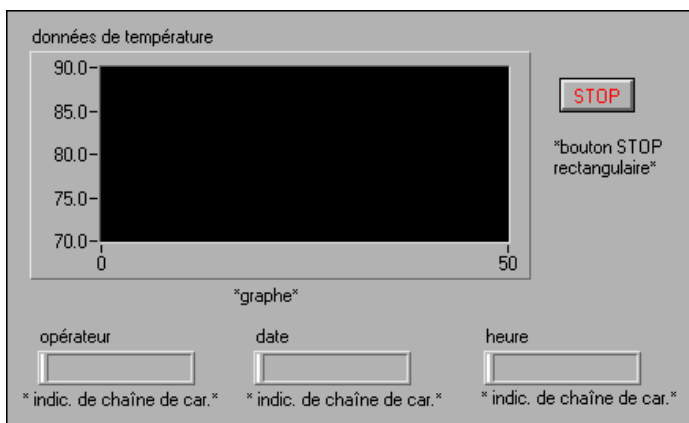 données de température
90.0
85.0
80.0
75.0
70.0
0
50
STOP
*bouton STOP
rectangulaire*
*graphe*
opérateur
date
heure
* indic. de chaîne de car.*
* indic. de chaîne de car.*
* indic. de chaîne de car.*